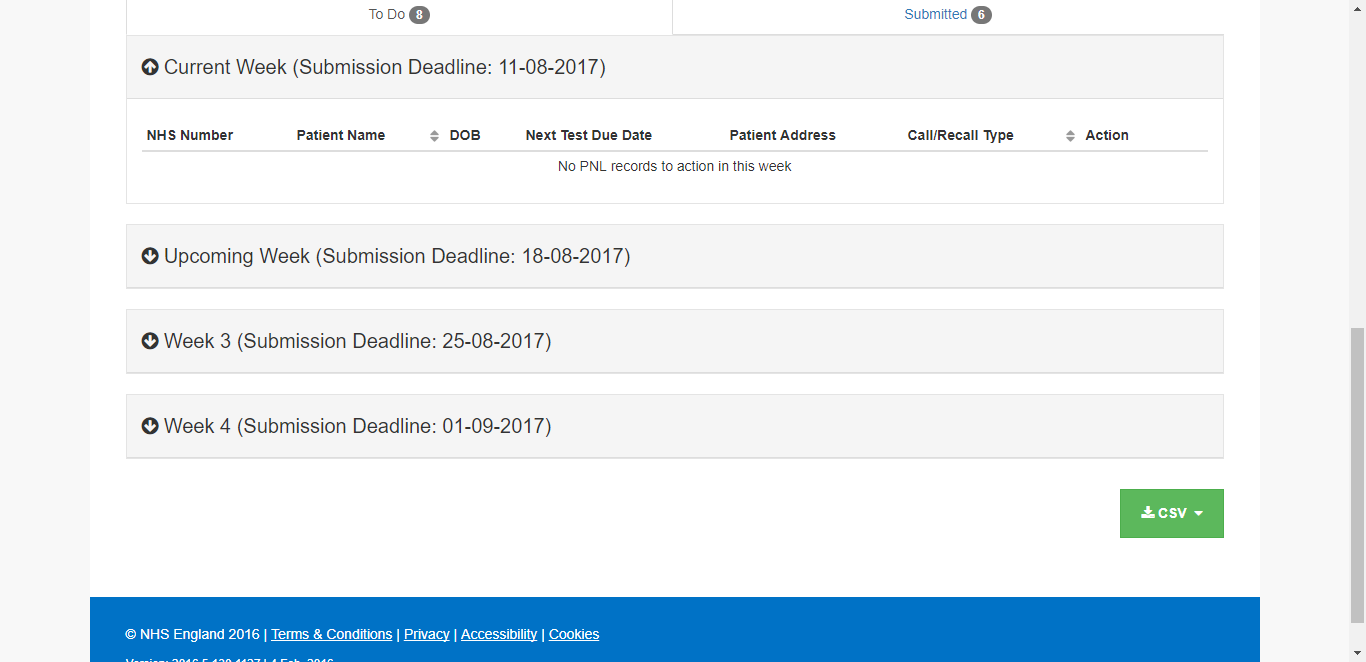 To Do 8
Submitted 6
Current Week (Submission Deadline: 11-08-2017)
NHS Number Patient Name DOB Next Test Due Date Patient Address Call/Recall Type Action
No PNL records to action in this week
Upcoming Week (Submission Deadline: 18-08-2017)
Week 3 (Submission Deadline: 25-08-2017)
Week 4 (Submission Deadline: 01-09-2017)
CSV
© NHS England 2016 | Terms & Conditions | Privacy | Accessibility | Cookies